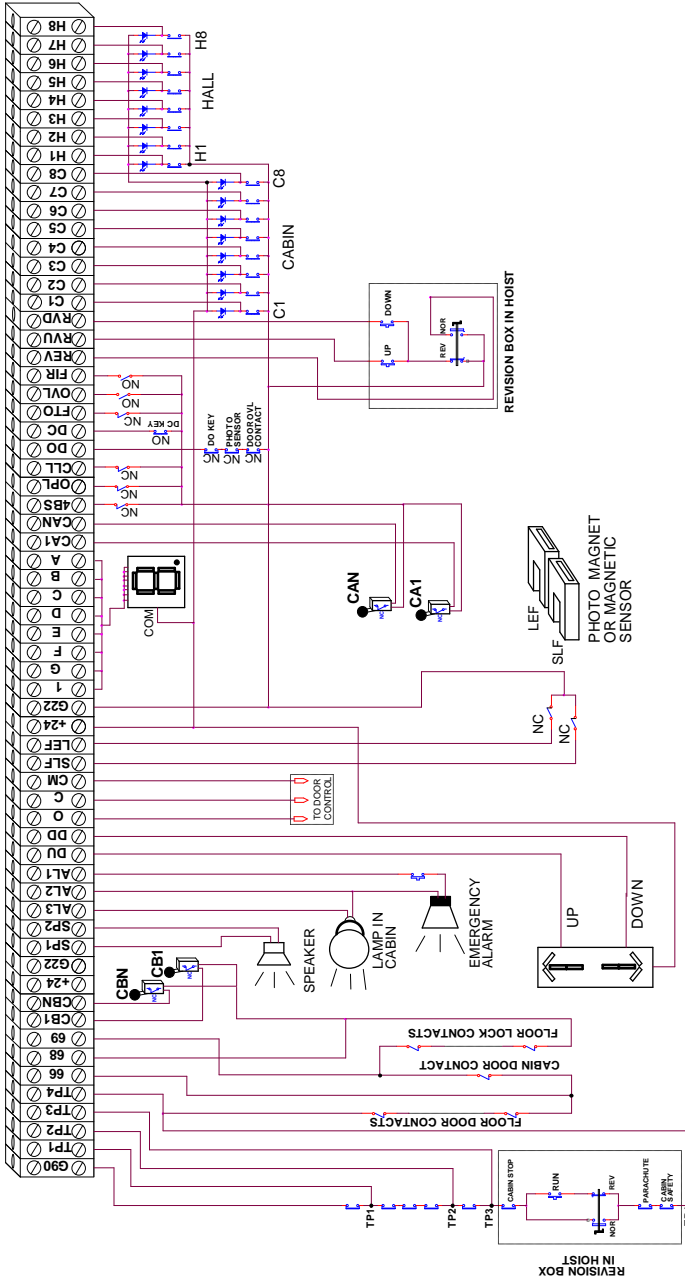 H8
H7
H6
H5
H4
H3
H2
H1
C8
C7
C6
C5
C4
C3
C2
C1
RVD
RVU
REV
FIR
OVL
FTO
DC
DO
CLL
OPL
4BS
CAN
CA1
A
B
C
D
E
F
G
1
G22
+24
LEF
SLF
CM
C
O
DD
DU
AL1
AL2
AL3
SP2
SP1
G22
+24
CBN
CB1
69
68
66
TP4
TP3
TP2
TP1
G90
H8
HALL
H1
C8
CABIN
C1
DOWN
UP
NOR
REV
REVISION BOX IN HOIST
NO
NO
NC
DC KEY
NO
NC
NC
NC
DO KEY
NC
PHOTO
SENSOR
NC
DOOR OVL
CONTACT
NC
COM
CAN
NC
CA1
NC
LEF
SLF
PHOTO MAGNET
OR MAGNETIC
SENSOR
NC
NC
TO DOOR
CONTROL
UP
DOWN
EMERGENCY
ALARM
LAMP IN
CABIN
SPEAKER
CB1
NC
CBN
NC
FLOOR LOCK CONTACTS
CABIN DOOR CONTACT
FLOOR DOOR CONTACTS
TP1
TP2
TP3
CABIN STOP
RUN
REV
NOR
PARACHUTE
CABIN
SAFETY
REVISION BOX
IN HOIST